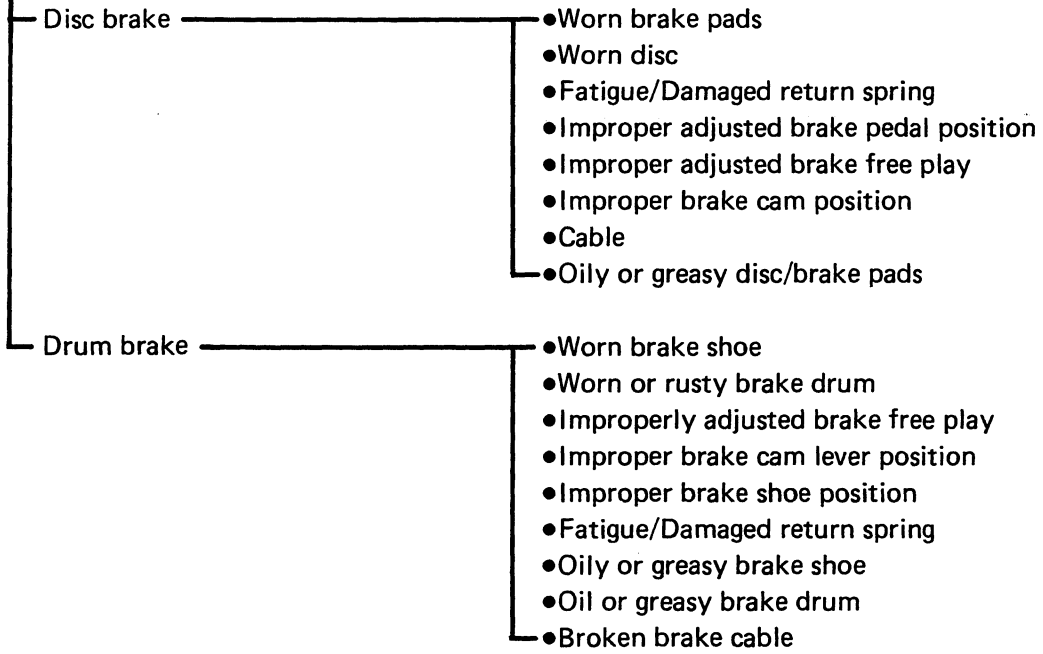 Disc brake
●Worn brake pads
●Worn disc
●Fatigue/Damaged return spring
●Improper adjusted brake pedal position
●Improper adjusted brake free play
●Improper brake cam position
●Cable
●Oily or greasy disc/brake pads
Drum brake
●Worn brake shoe
●Worn or rusty brake drum
●Improperly adjusted brake free play
●Improper brake cam lever position
●Improper brake shoe position
●Fatigue/Damaged return spring
●Oily or greasy brake shoe
●Oil or greasy brake drum
●Broken brake cable